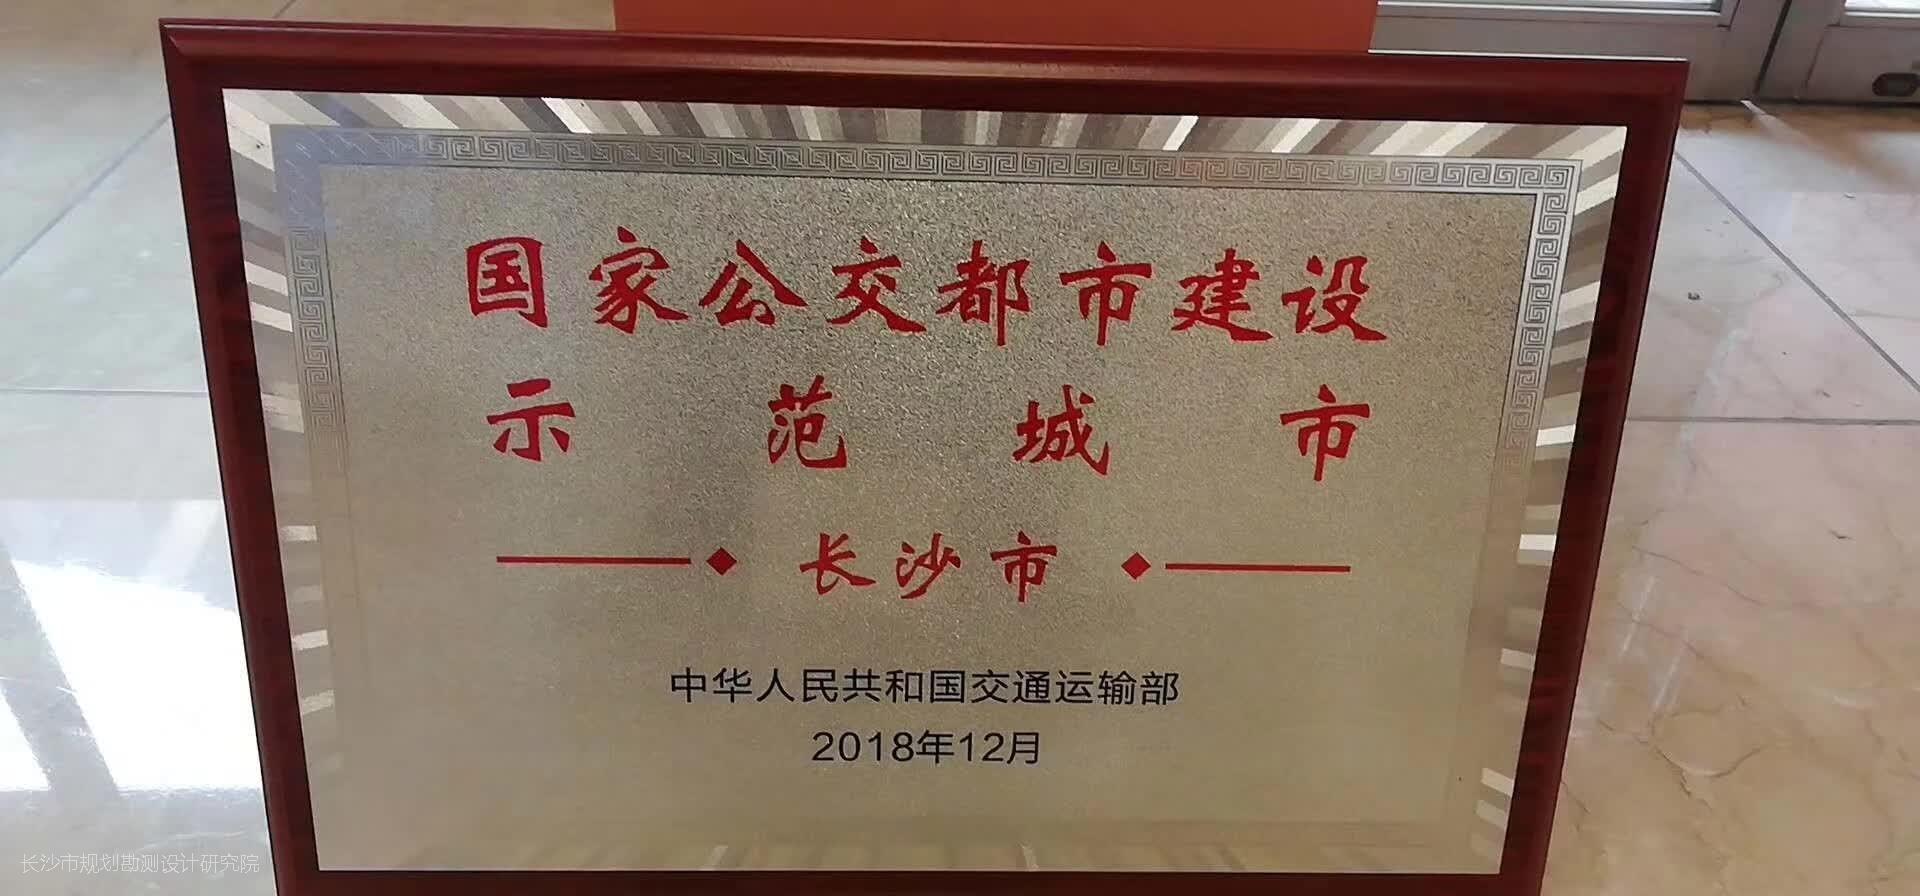 国家公交都市建设
示范城市
长沙市
中华人民共和国交通运输部
2018年12月
长沙市规划勘测设计研究院